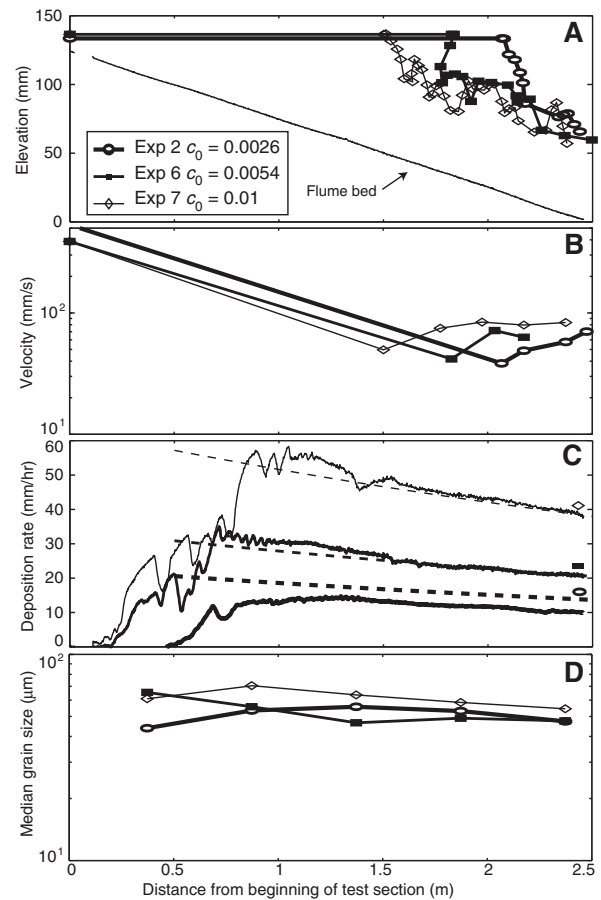 A
Elevation (mm)
150
100
50
0
Exp 2 c0 = 0.0026
Exp 6 c0 = 0.0054
Exp 7 c0 = 0.01
Flume bed
B
Velocity (mm/s)
10^2
10^1
C
Deposition rate (mm/hr)
60
50
40
30
20
10
0
D
Median grain size (µm)
10^2
10^1
0 0.5 1 1.5 2 2.5
Distance from beginning of test section (m)